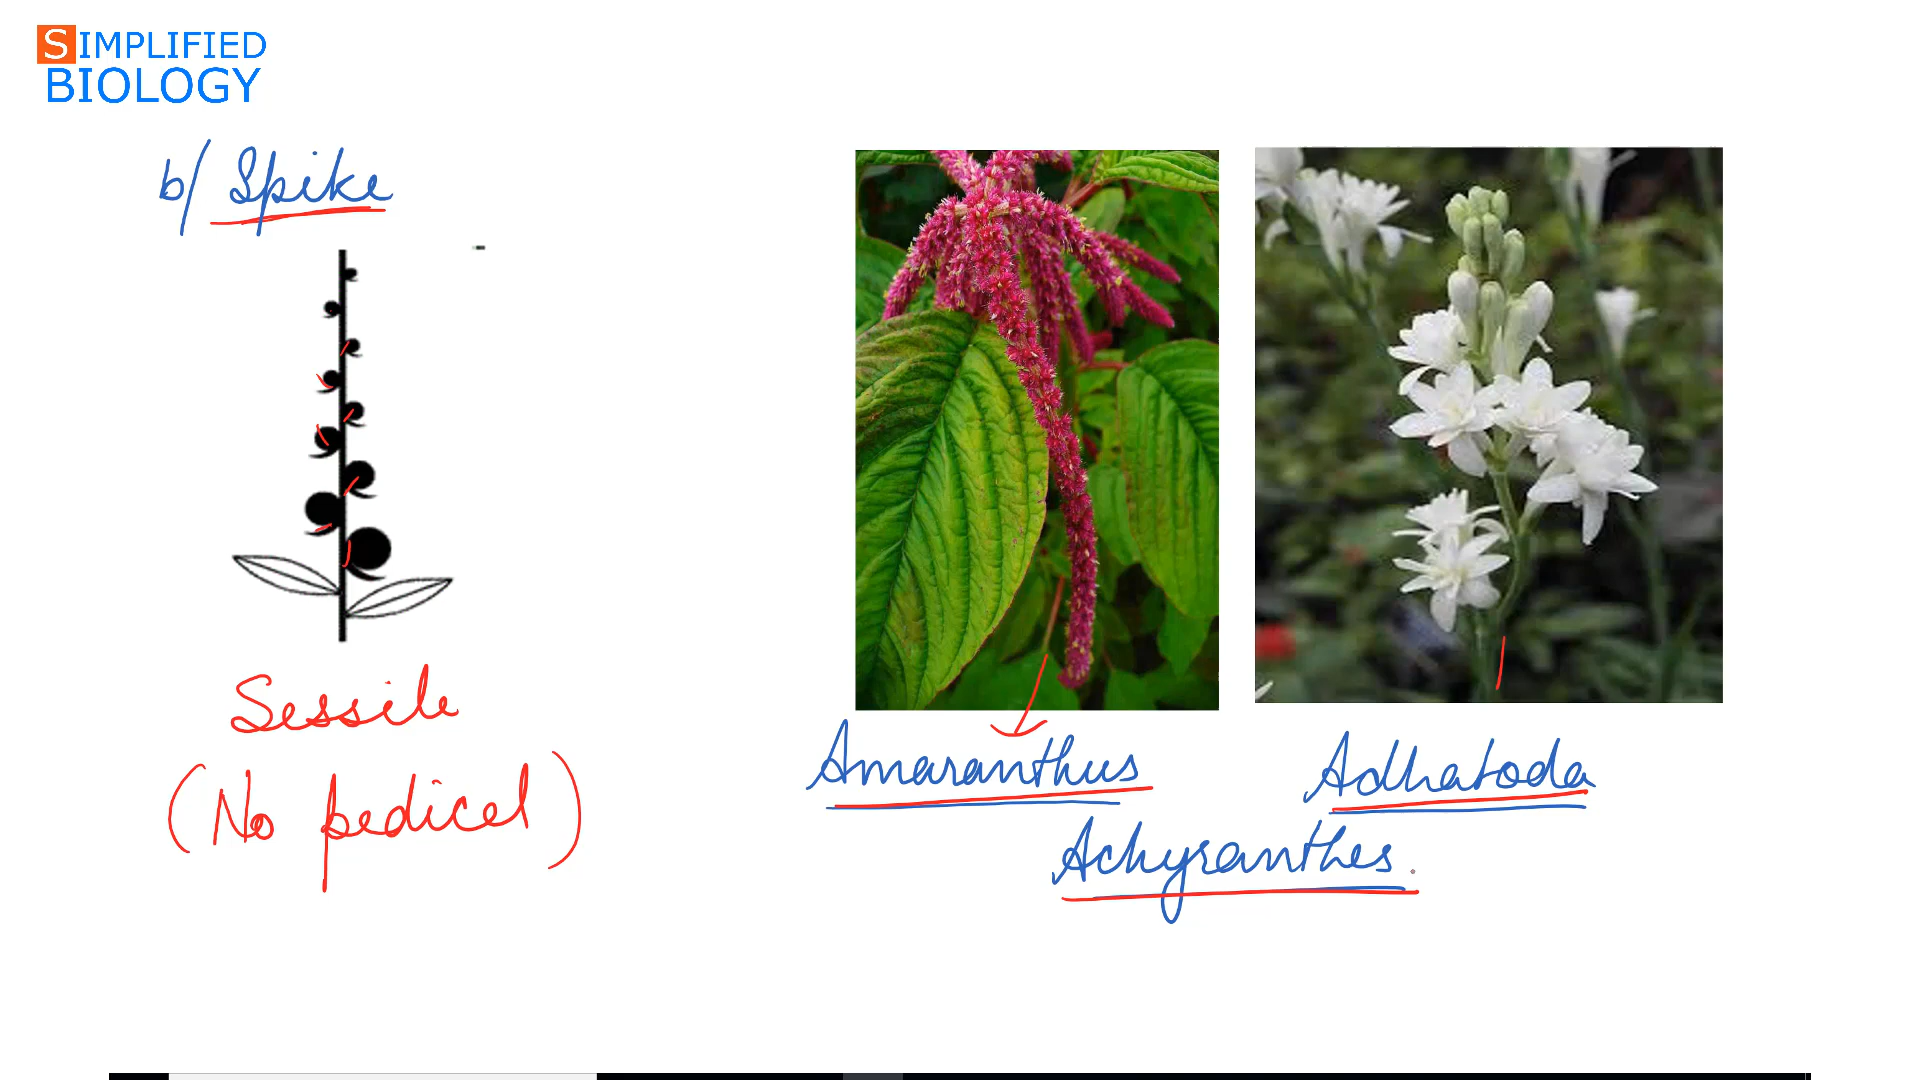 SIMPLIFIED
BIOLOGY
b/ Spike
Sessile
(No pedicel)
Amaranthus
Adhatoda
Achyranthes.